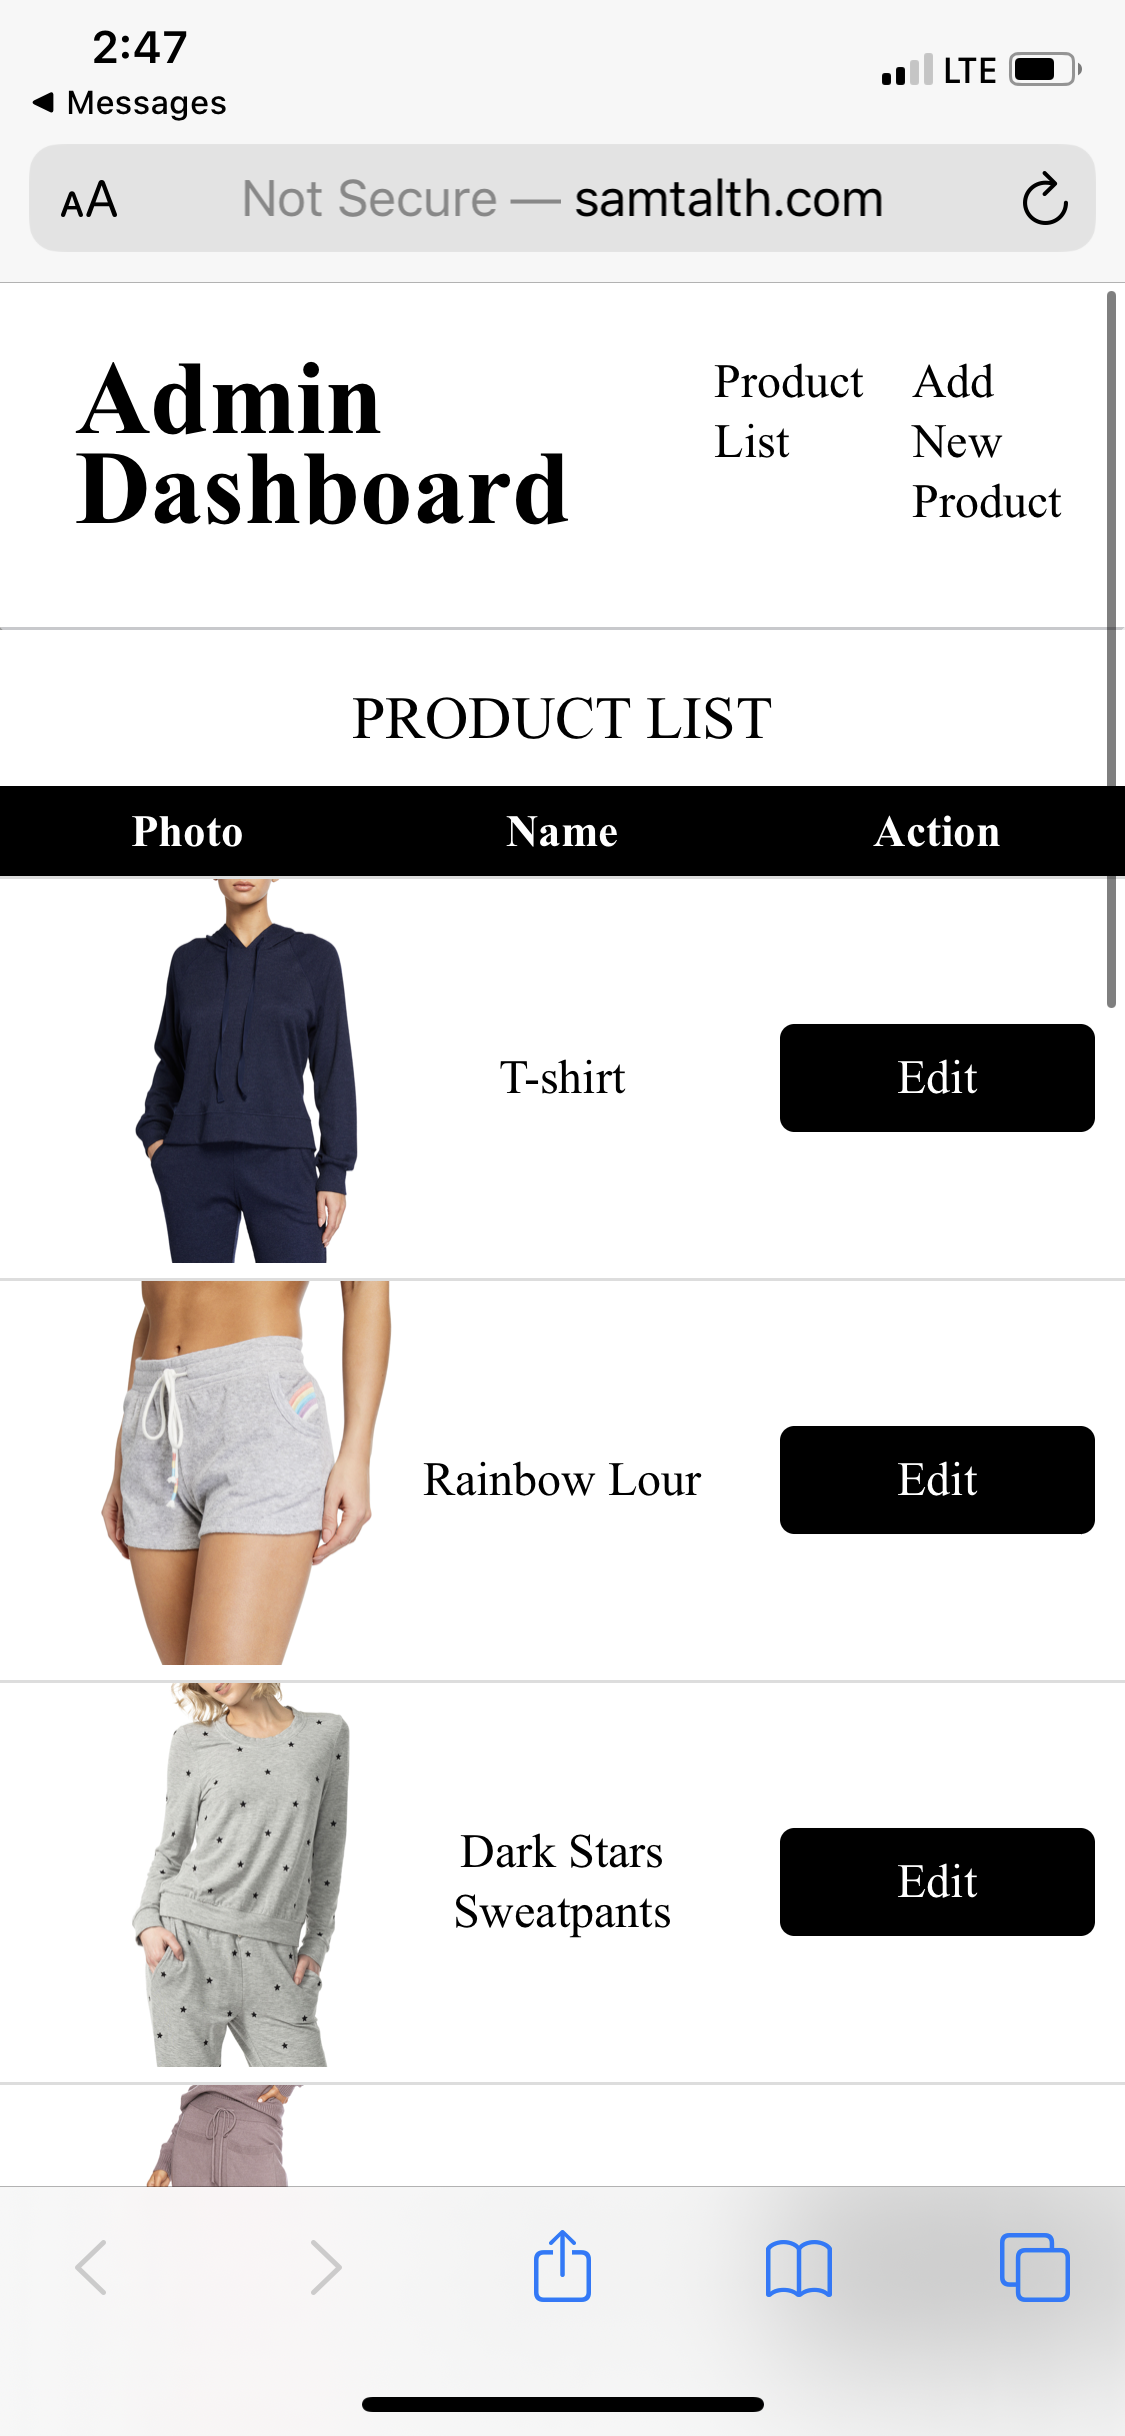 2:47
LTE
◀ Messages
AA
Not Secure — samtalth.com
Admin
Dashboard
Product
List
Add
New
Product
PRODUCT LIST
Photo Name Action
T-shirt Edit
Rainbow Lour Edit
Dark Stars
Sweatpants
Edit